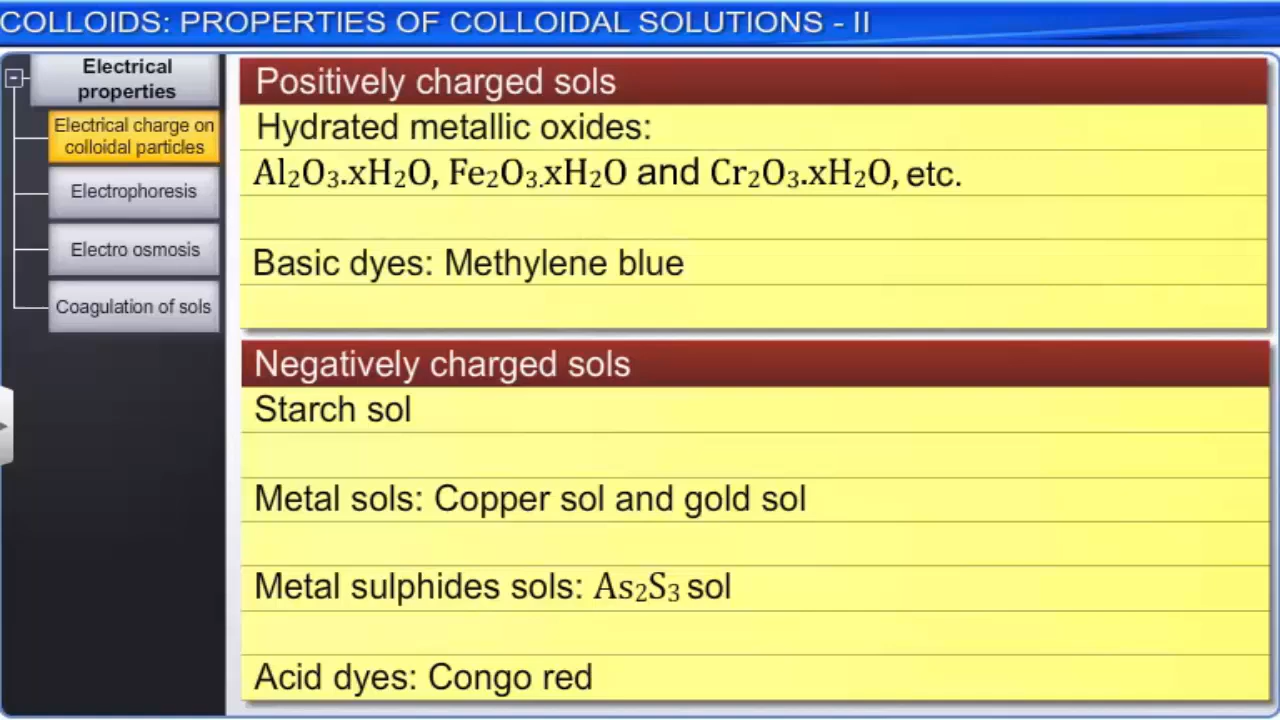 COLLOIDS: PROPERTIES OF COLLOIDAL SOLUTIONS - II
Electrical
properties
Electrical charge on
colloidal particles
Electrophoresis
Electro osmosis
Coagulation of sols
Positively charged sols
Hydrated metallic oxides:
Al₂O₃.xH₂O, Fe₂O₃.xH₂O and Cr₂O₃.xH₂O, etc.
Basic dyes: Methylene blue
Negatively charged sols
Starch sol
Metal sols: Copper sol and gold sol
Metal sulphides sols: As₂S₃ sol
Acid dyes: Congo red